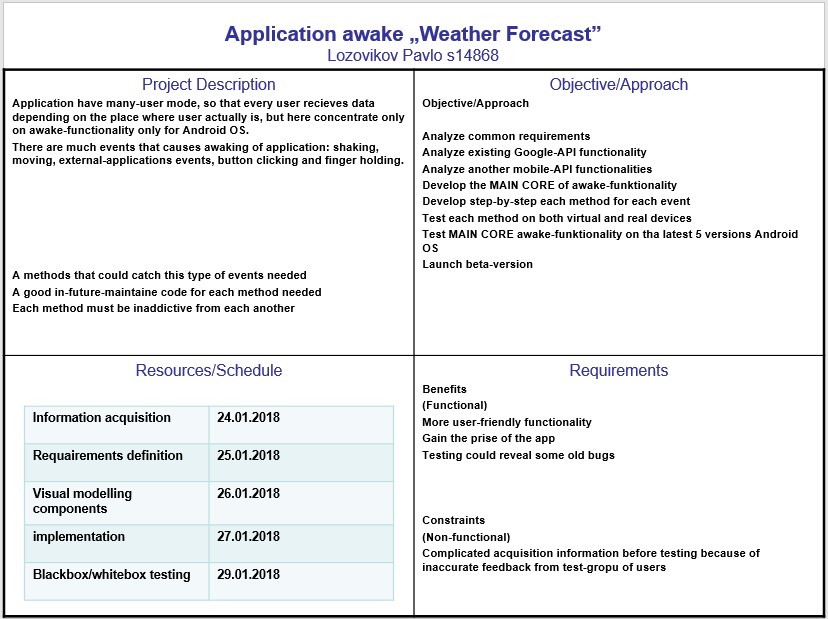 Application awake „Weather Forecast”
Lozovikov Pavlo s14868
Project Description
Application have many-user mode, so that every user recieves data
depending on the place where user actually is, but here concentrate only
on awake-functionality only for Android OS.
There are much events that causes awaking of application: shaking,
moving, external-applications events, button clicking and finger holding.
A methods that could catch this type of events needed
A good in-future-maintaine code for each method needed
Each method must be inaddictive from each another
Objective/Approach
Objective/Approach
Analyze common requirements
Analyze existing Google-API functionality
Analyze another mobile-API functionalities
Develop the MAIN CORE of awake-funktionality
Develop step-by-step each method for each event
Test each method on both virtual and real devices
Test MAIN CORE awake-funktionality on tha latest 5 versions Android
OS
Launch beta-version
Resources/Schedule
Information acquisition 24.01.2018
Requairements definition 25.01.2018
Visual modelling 26.01.2018
components
implementation 27.01.2018
Blackbox/whitebox testing 29.01.2018
Requirements
Benefits
(Functional)
More user-friendly functionality
Gain the prise of the app
Testing could reveal some old bugs
Constraints
(Non-functional)
Complicated acquisition information before testing because of
inaccurate feedback from test-gropu of users